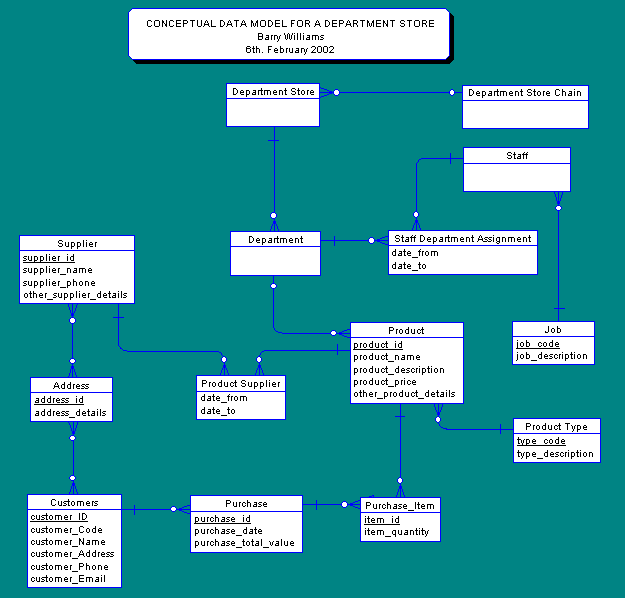 CONCEPTUAL DATA MODEL FOR A DEPARTMENT STORE
Barry Williams
6th. February 2002
Department Store
Department Store Chain
Staff
Department
Staff Department Assignment
date_from
date_to
Supplier
supplier_id
supplier_name
supplier_phone
other_supplier_details
Product
product_id
product_name
product_description
product_price
other_product_details
Job
job_code
job_description
Address
address_id
address_details
Product Supplier
date_from
date_to
Product Type
type_code
type_description
Customers
customer_ID
customer_Code
customer_Name
customer_Address
customer_Phone
customer_Email
Purchase
purchase_id
purchase_date
purchase_total_value
Purchase_Item
item_id
item_quantity